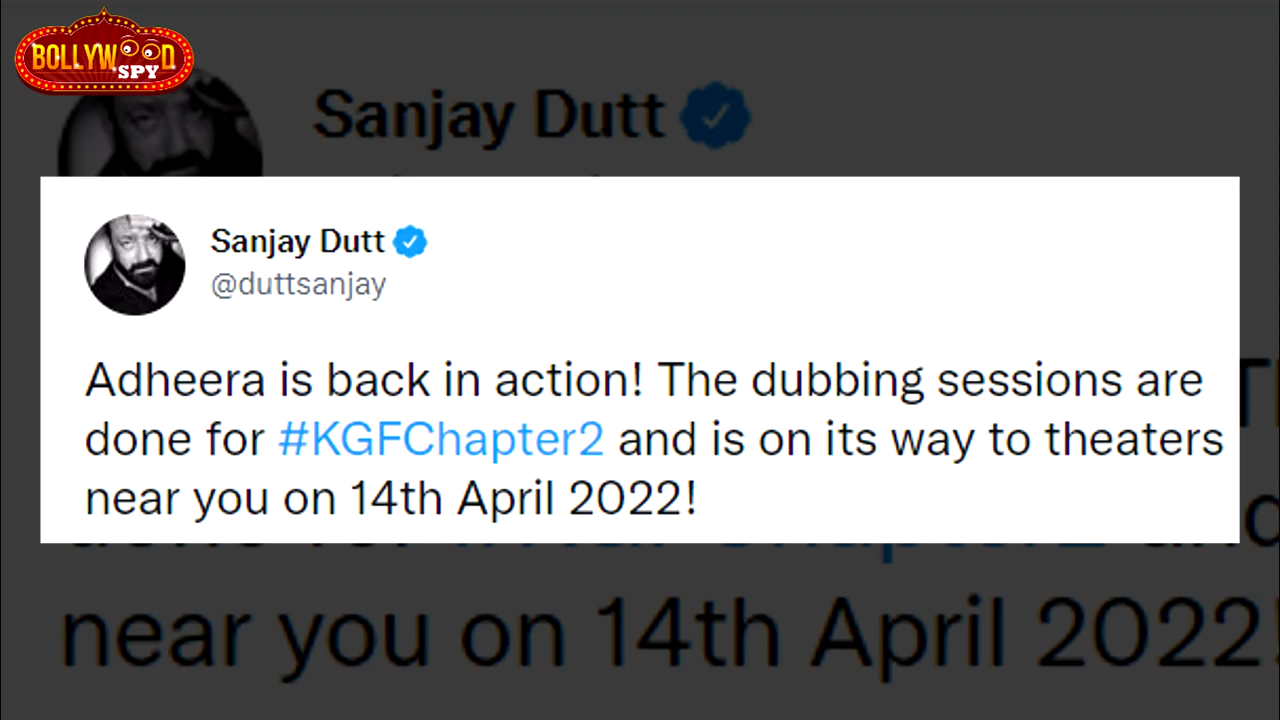 BOLLYWOOD
SPY
Sanjay Dutt
Sanjay Dutt
@duttsanjay
Adheera is back in action! The dubbing sessions are
done for #KGFChapter2 and is on its way to theaters
near you on 14th April 2022!
near you on 14th April 2022!